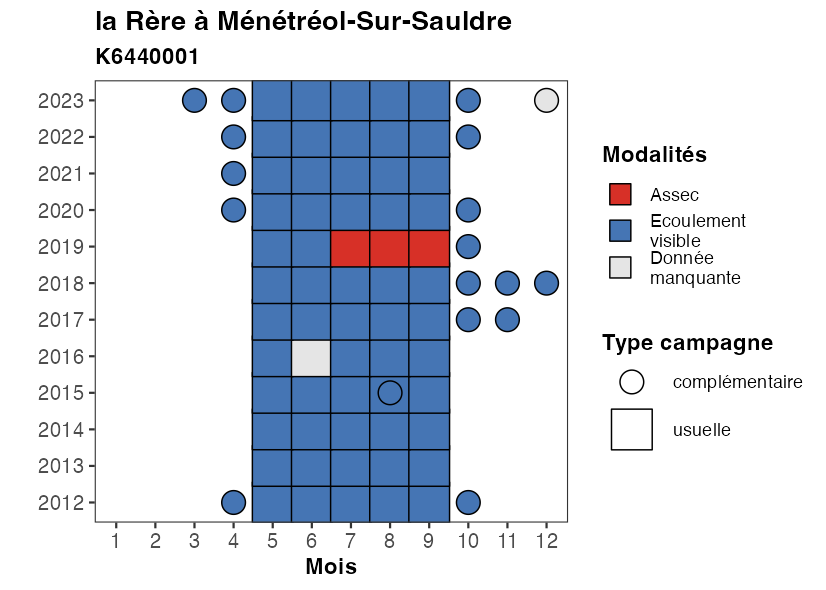 la Rère à Ménétréol-Sur-Sauldre
K6440001
2023
2022
2021
2020
2019
2018
2017
2016
2015
2014
2013
2012
1 2 3 4 5 6 7 8 9 10 11 12
Mois
Modalités
Assec
Ecoulement
visible
Donnée
manquante
Type campagne
complémentaire
usuelle